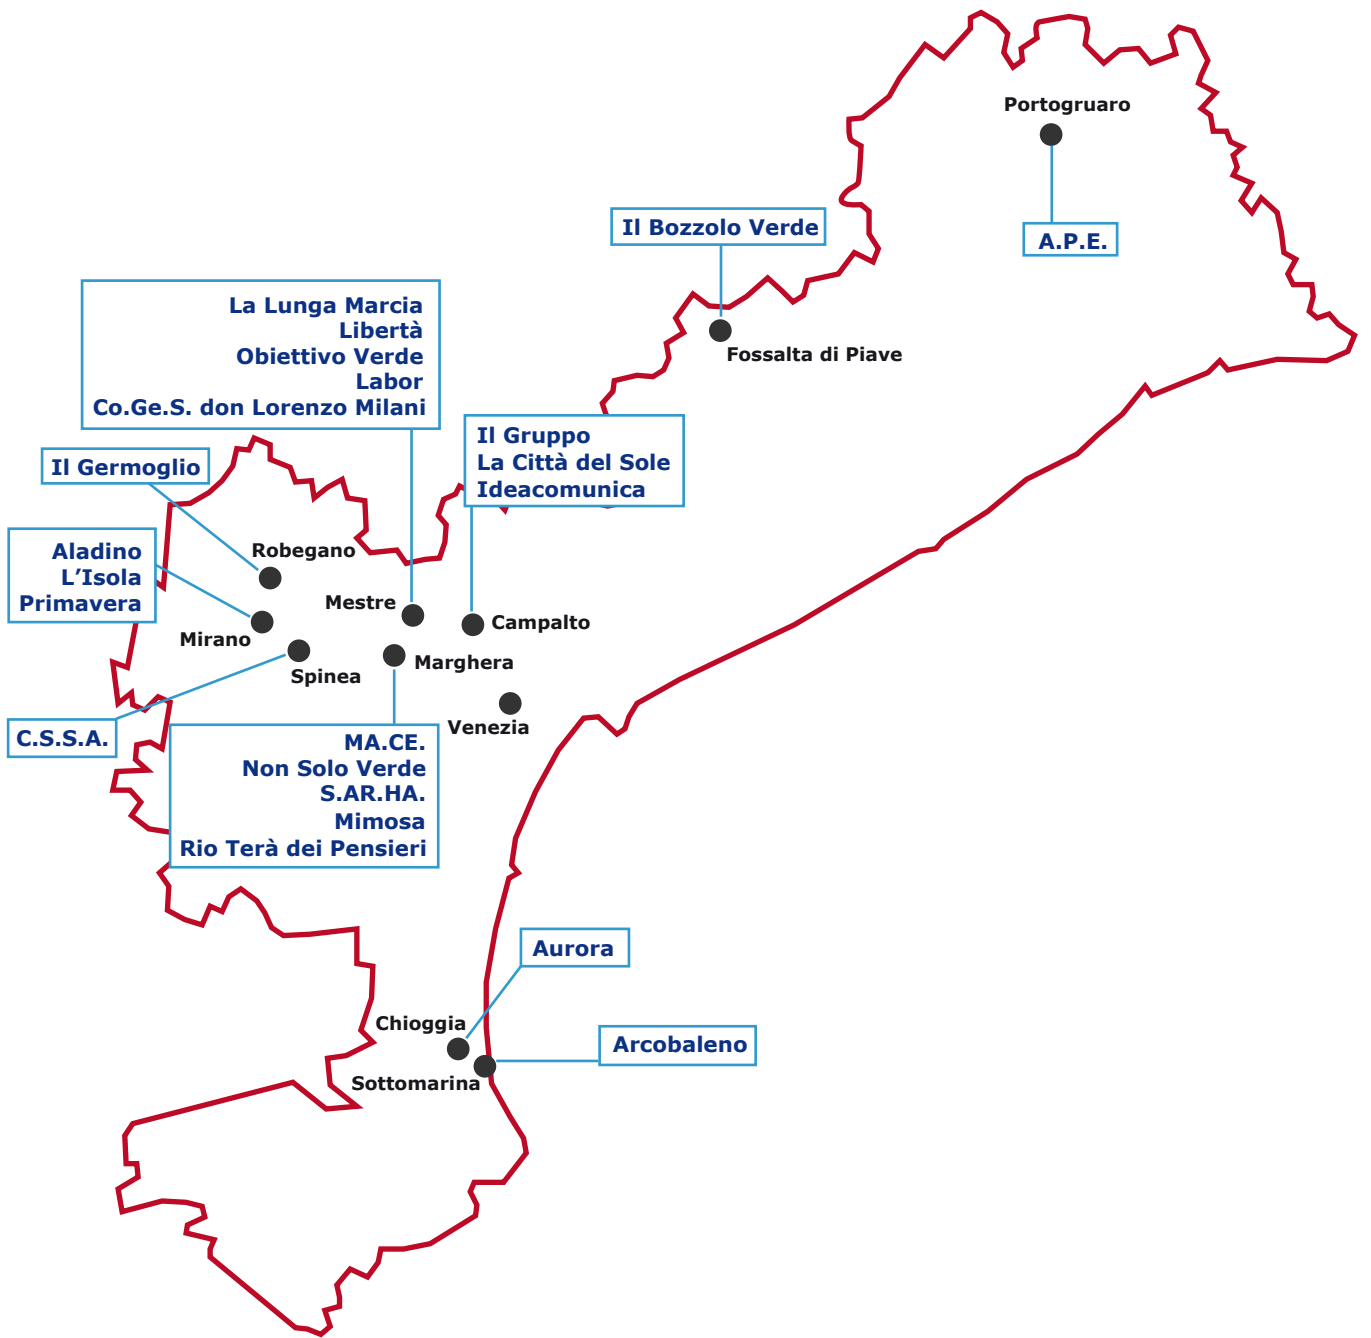 Portogruaro
A.P.E.
Il Bozzolo Verde
Fossalta di Piave
La Lunga Marcia
Libertà
Obiettivo Verde
Labor
Co.Ge.S. don Lorenzo Milani
Il Gruppo
La Città del Sole
Ideacomunica
Il Germoglio
Robegano
Aladino
L’Isola
Primavera
Mestre
Campalto
Mirano
Marghera
Spinea
Venezia
C.S.S.A.
MA.CE.
Non Solo Verde
S.AR.HA.
Mimosa
Rio Terà dei Pensieri
Aurora
Chioggia
Arcobaleno
Sottomarina